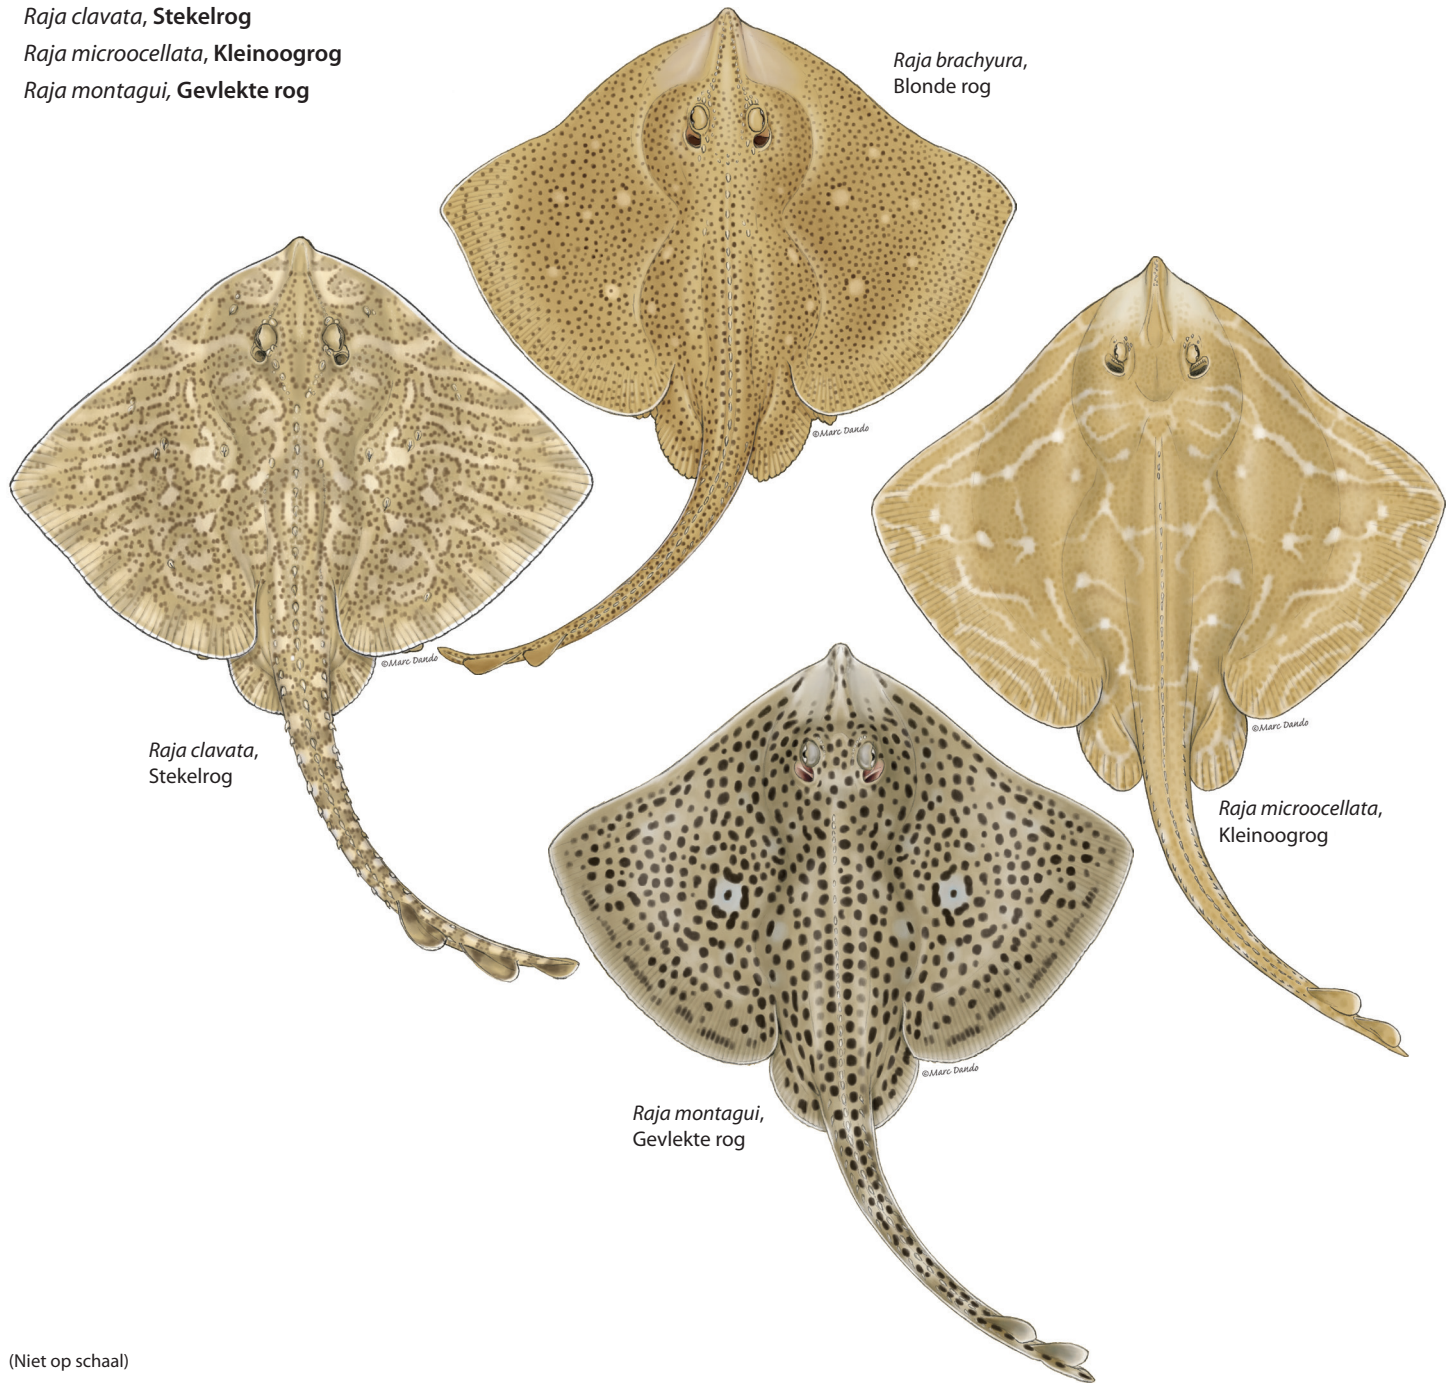 Raja clavata, Stekelrog
Raja microocellata, Kleinoogrog
Raja montagui, Gevlekte rog
Raja brachyura,
Blonde rog
©Marc Dando
©Marc Dando
©Marc Dando
Raja clavata,
Stekelrog
Raja microocellata,
Kleinoogrog
©Marc Dando
Raja montagui,
Gevlekte rog
(Niet op schaal)